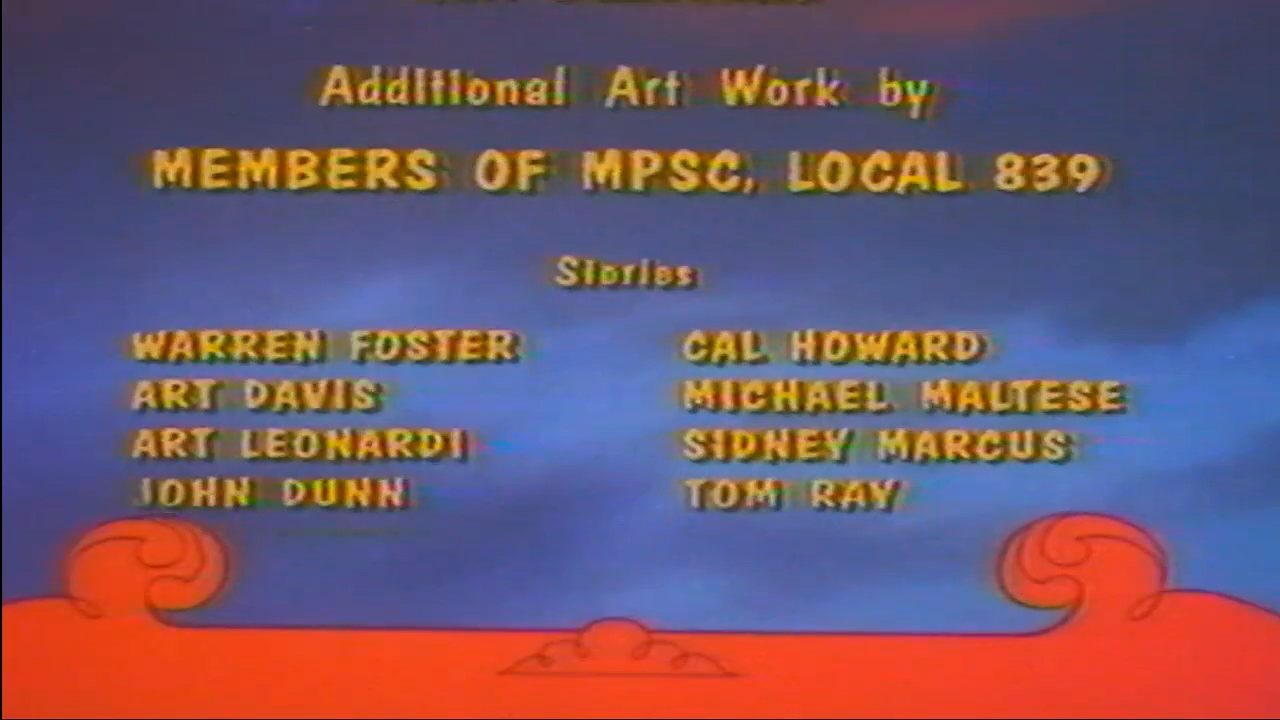 Additional Art Work by
MEMBERS OF MPSC, LOCAL 839
Stories
WARREN FOSTER CAL HOWARD
ART DAVIS MICHAEL MALTESE
ART LEONARDI SIDNEY MARCUS
JOHN DUNN TOM RAY